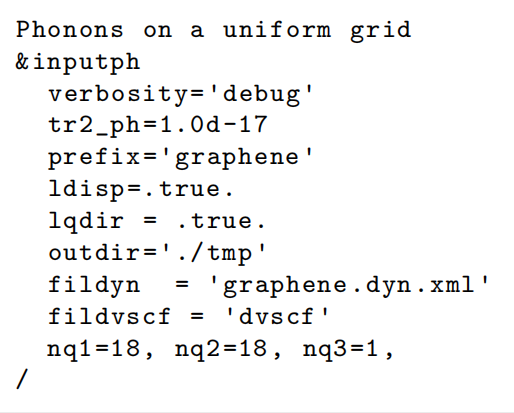 Phonons on a uniform grid
&inputph
verbosity='debug'
tr2_ph=1.0d-17
prefix='graphene'
ldisp=.true.
lqdir = .true.
outdir='./tmp'
fildyn = 'graphene.dyn.xml'
fildvscf = 'dvscf'
nq1=18, nq2=18, nq3=1,
/